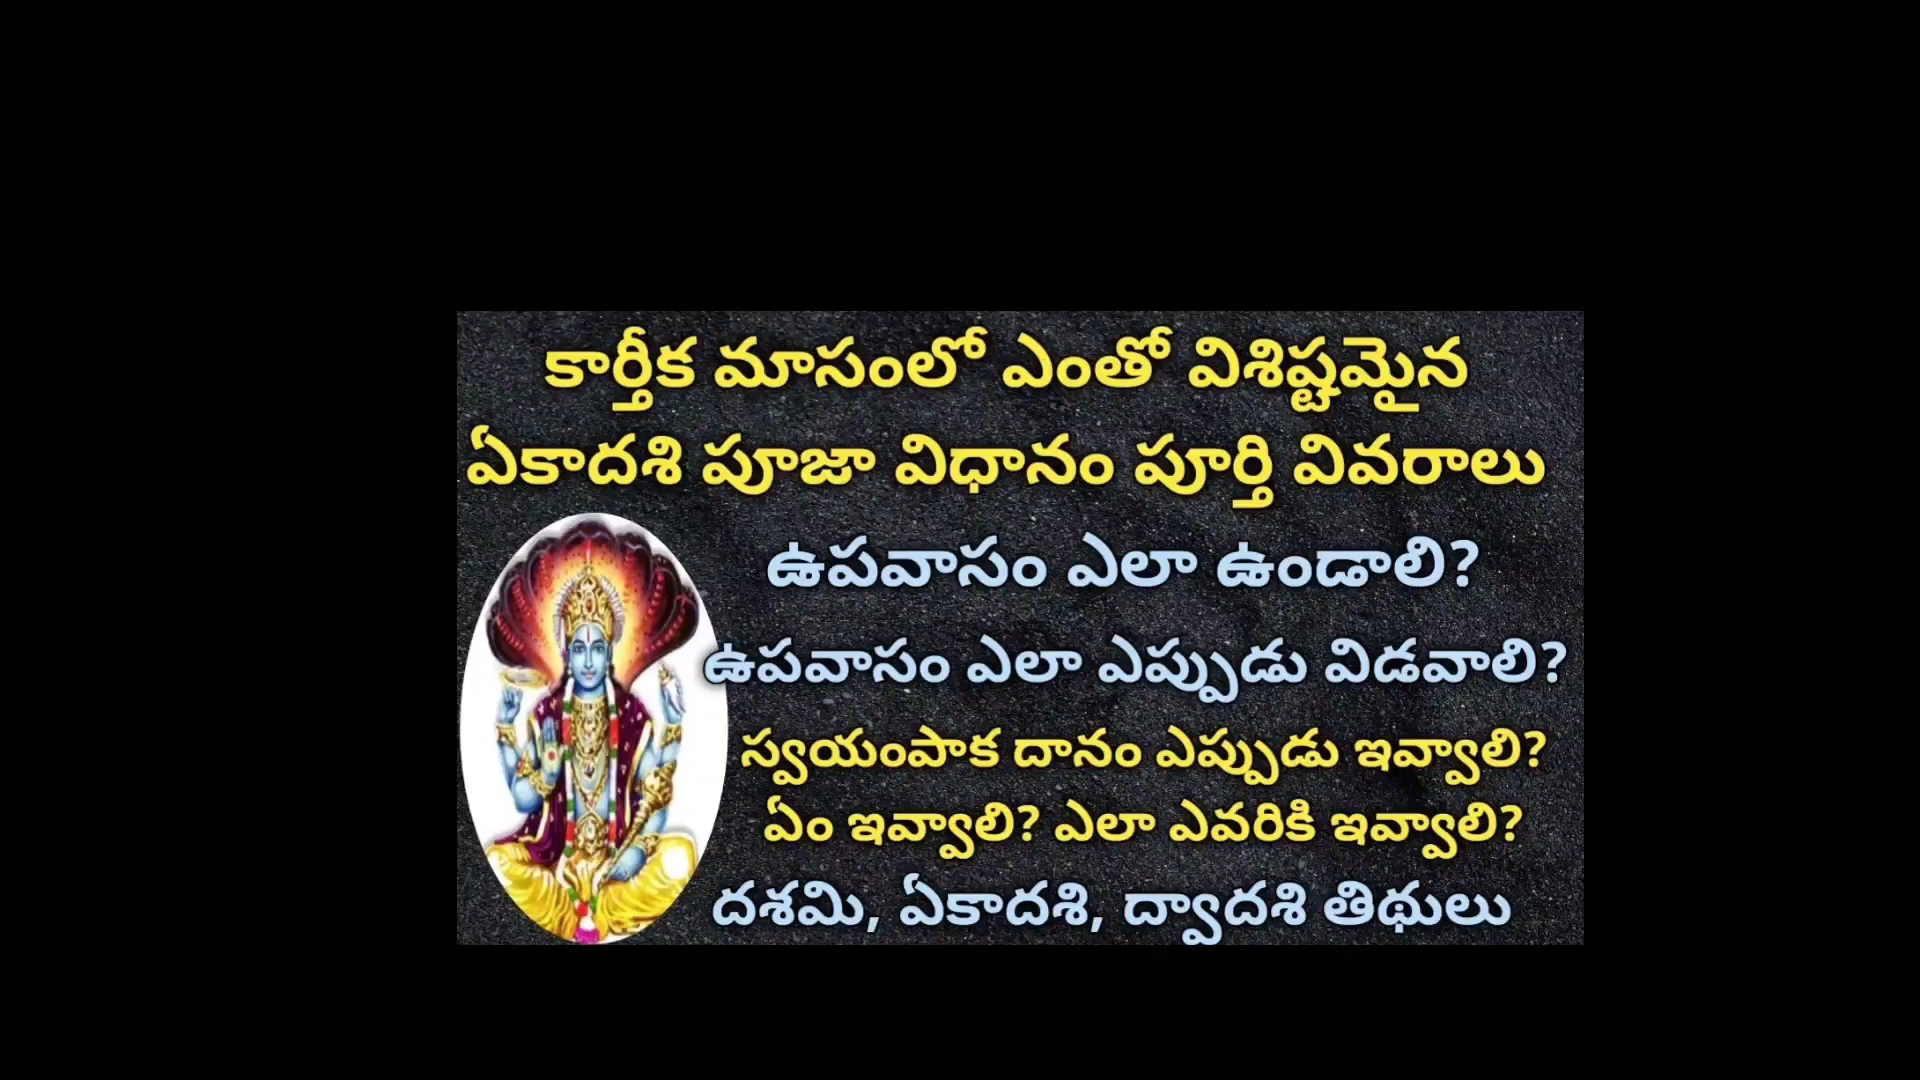 కార్తీక మాసంలో ఎంతో విశిష్టమైన
ఏకాదశి పూజా విధానం పూర్తి వివరాలు
ఉపవాసం ఎలా ఉండాలి?
ఉపవాసం ఎలా ఎప్పుడు విడవాలి?
స్వయంపాక దానం ఎప్పుడు ఇవ్వాలి?
ఏం ఇవ్వాలి? ఎలా ఎవరికి ఇవ్వాలి?
దశమి, ఏకాదశి, ద్వాదశి తిథులు